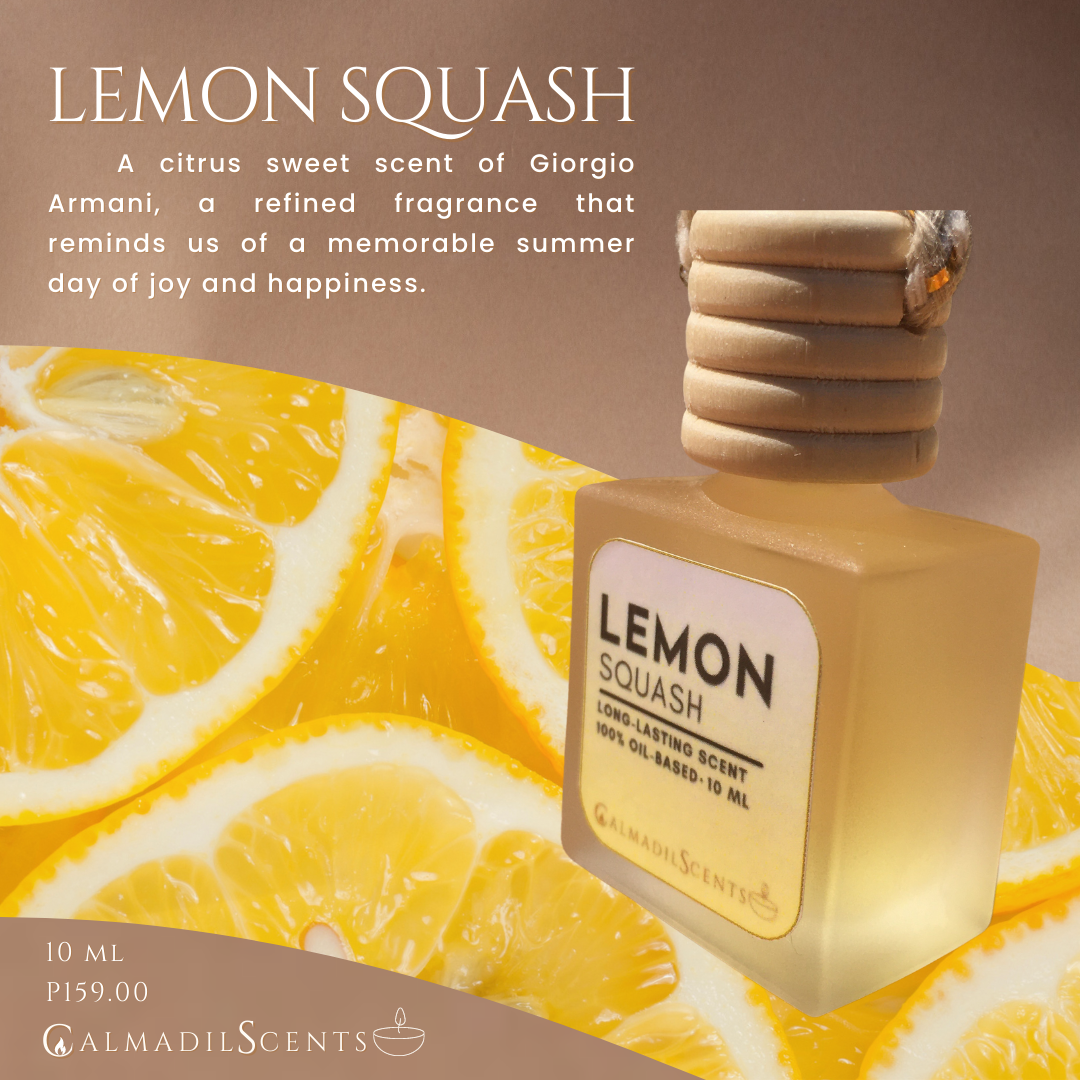 LEMON SQUASH
A citrus sweet scent of Giorgio
Armani, a refined fragrance that
reminds us of a memorable summer
day of joy and happiness.
LEMON
SQUASH
LONG-LASTING SCENT
100% OIL-BASED· 10 ML
CALMADILSCENTS
10 ML
P159.00
CALMADILSCENTS